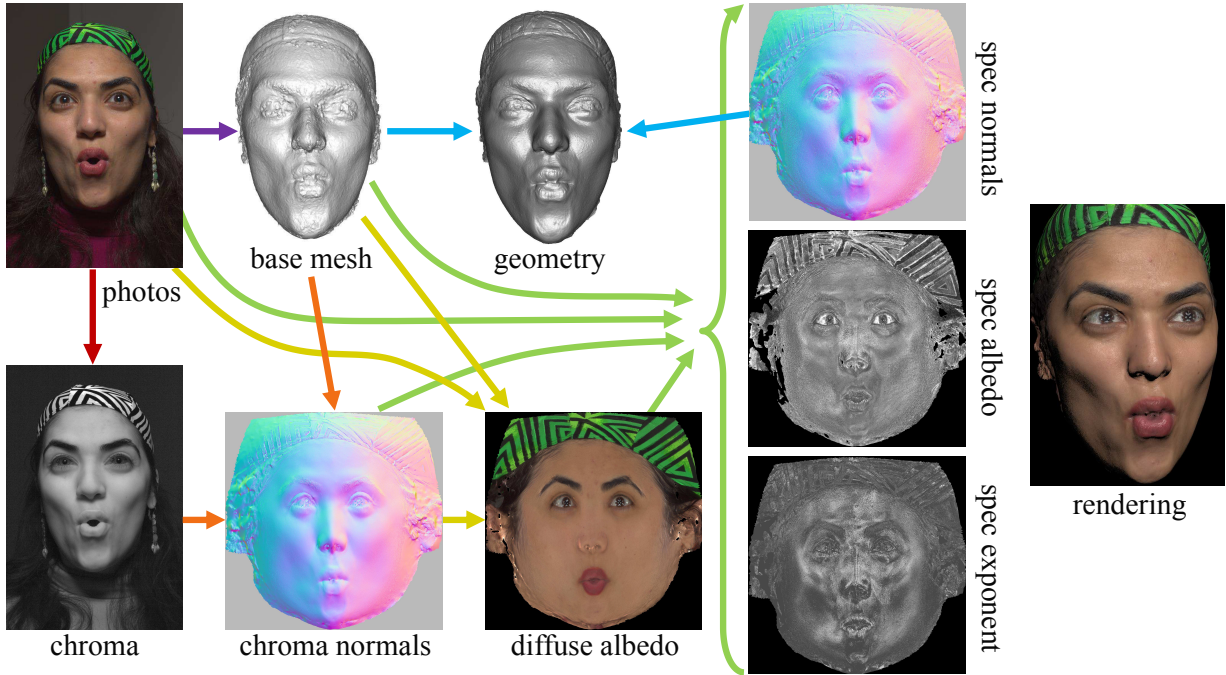 base mesh
geometry
photos
spec normals
spec albedo
spec exponent
rendering
chroma
chroma normals
diffuse albedo